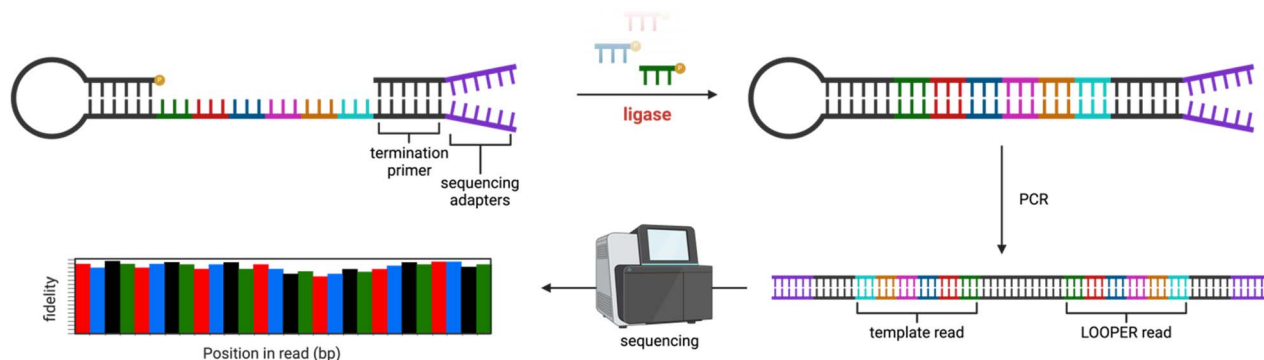 P
P
P
P
ligase
termination
primer
sequencing
adapters
PCR
fidelity
Position in read (bp)
sequencing
template read
LOOPER read